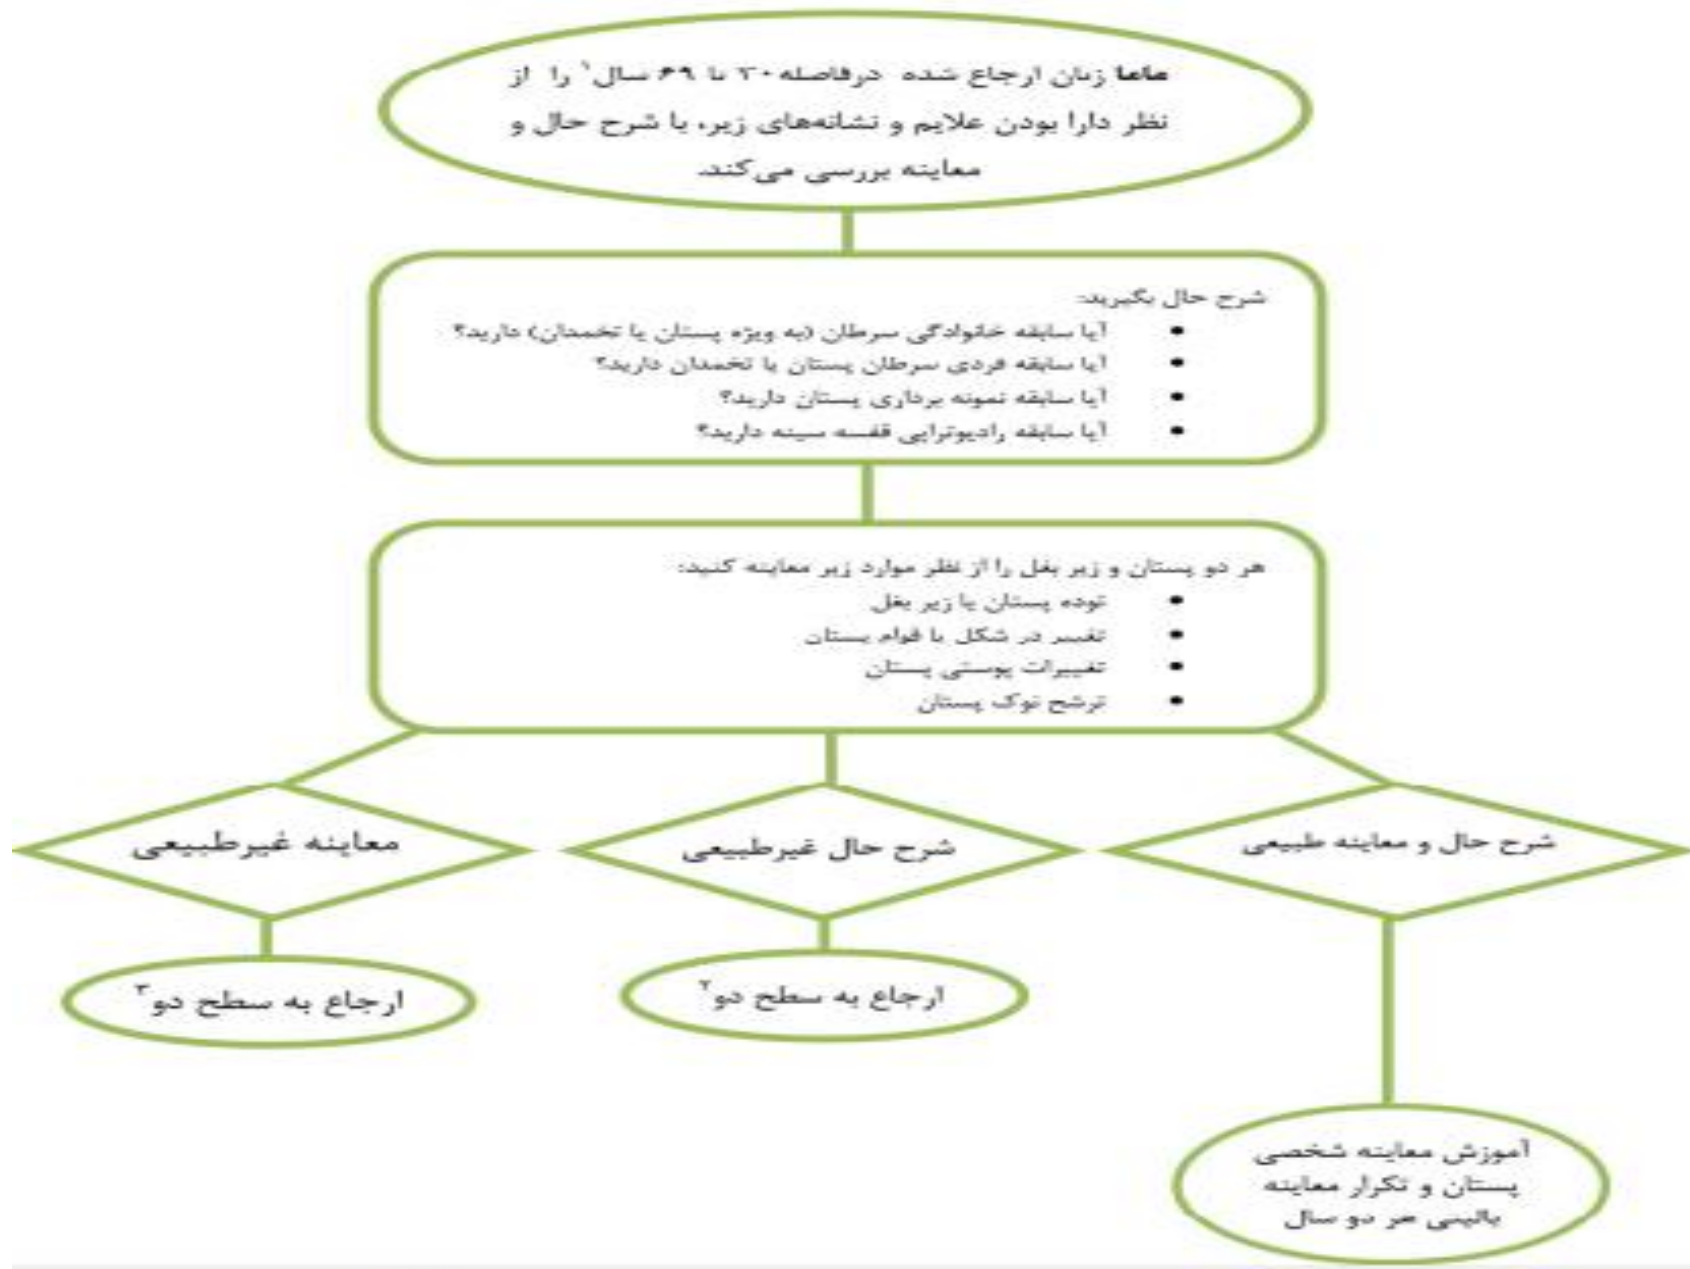 ماما زنان ارجاع شده درفاصله ۳۰ تا ۶۹ سال۱ را از
نظر دارا بودن علایم و نشانه‌های زیر، با شرح حال و
معاینه بررسی می‌کند.
شرح حال بگیرید:
• آیا سابقه خانوادگی سرطان (به ویژه پستان یا تخمدان) دارید؟
• آیا سابقه فردی سرطان پستان یا تخمدان دارید؟
• آیا سابقه نمونه برداری پستان دارید؟
• آیا سابقه رادیوتراپی قفسه سینه دارید؟
هر دو پستان و زیر بغل را از نظر موارد زیر معاینه کنید:
• توده پستان یا زیر بغل
• تغییر در شکل یا قوام پستان
• تغییرات پوستی پستان
• ترشح نوک پستان
شرح حال و معاینه طبیعی
شرح حال غیرطبیعی
معاینه غیرطبیعی
ارجاع به سطح دو۲
ارجاع به سطح دو۳
آموزش معاینه شخصی
پستان و تکرار معاینه
بالینی هر دو سال